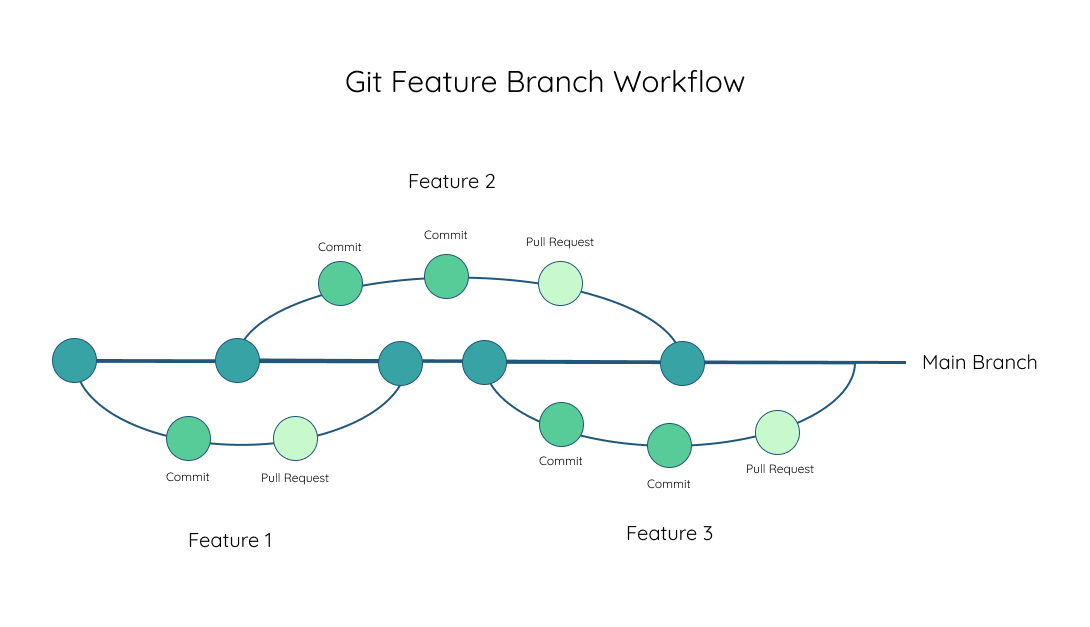 Git Feature Branch Workflow
Feature 2
Commit
Commit
Pull Request
Main Branch
Commit
Pull Request
Commit
Commit
Pull Request
Feature 1
Feature 3